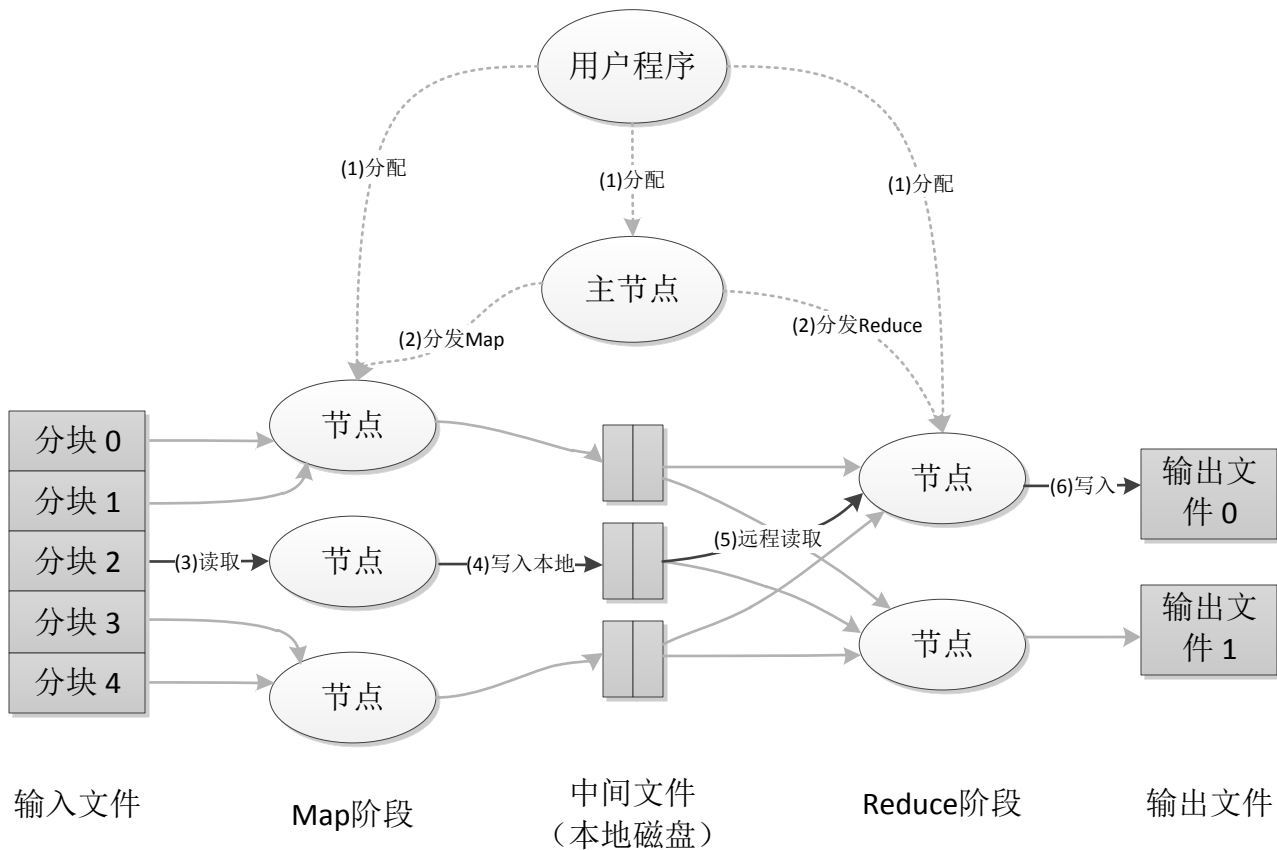 用户程序
(1)分配
(1)分配
(1)分配
主节点
(2)分发Map
(2)分发Reduce
分块 0
分块 1
分块 2
分块 3
分块 4
(3)读取
节点
节点
节点
(4)写入本地
(5)远程读取
节点
节点
(6)写入
输出文
件 0
输出文
件 1
输入文件
Map阶段
中间文件
（本地磁盘）
Reduce阶段
输出文件